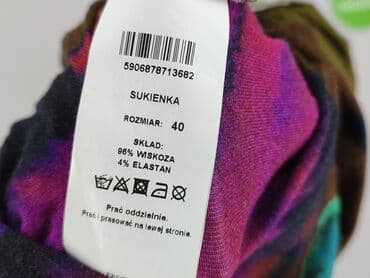 5906878713682
SUKIENKA
ROZMIAR: 40
SKŁAD:
96% WISKOZA
4% ELASTAN
Prać oddzielnie.
Prać i prasować na lewej stronie.